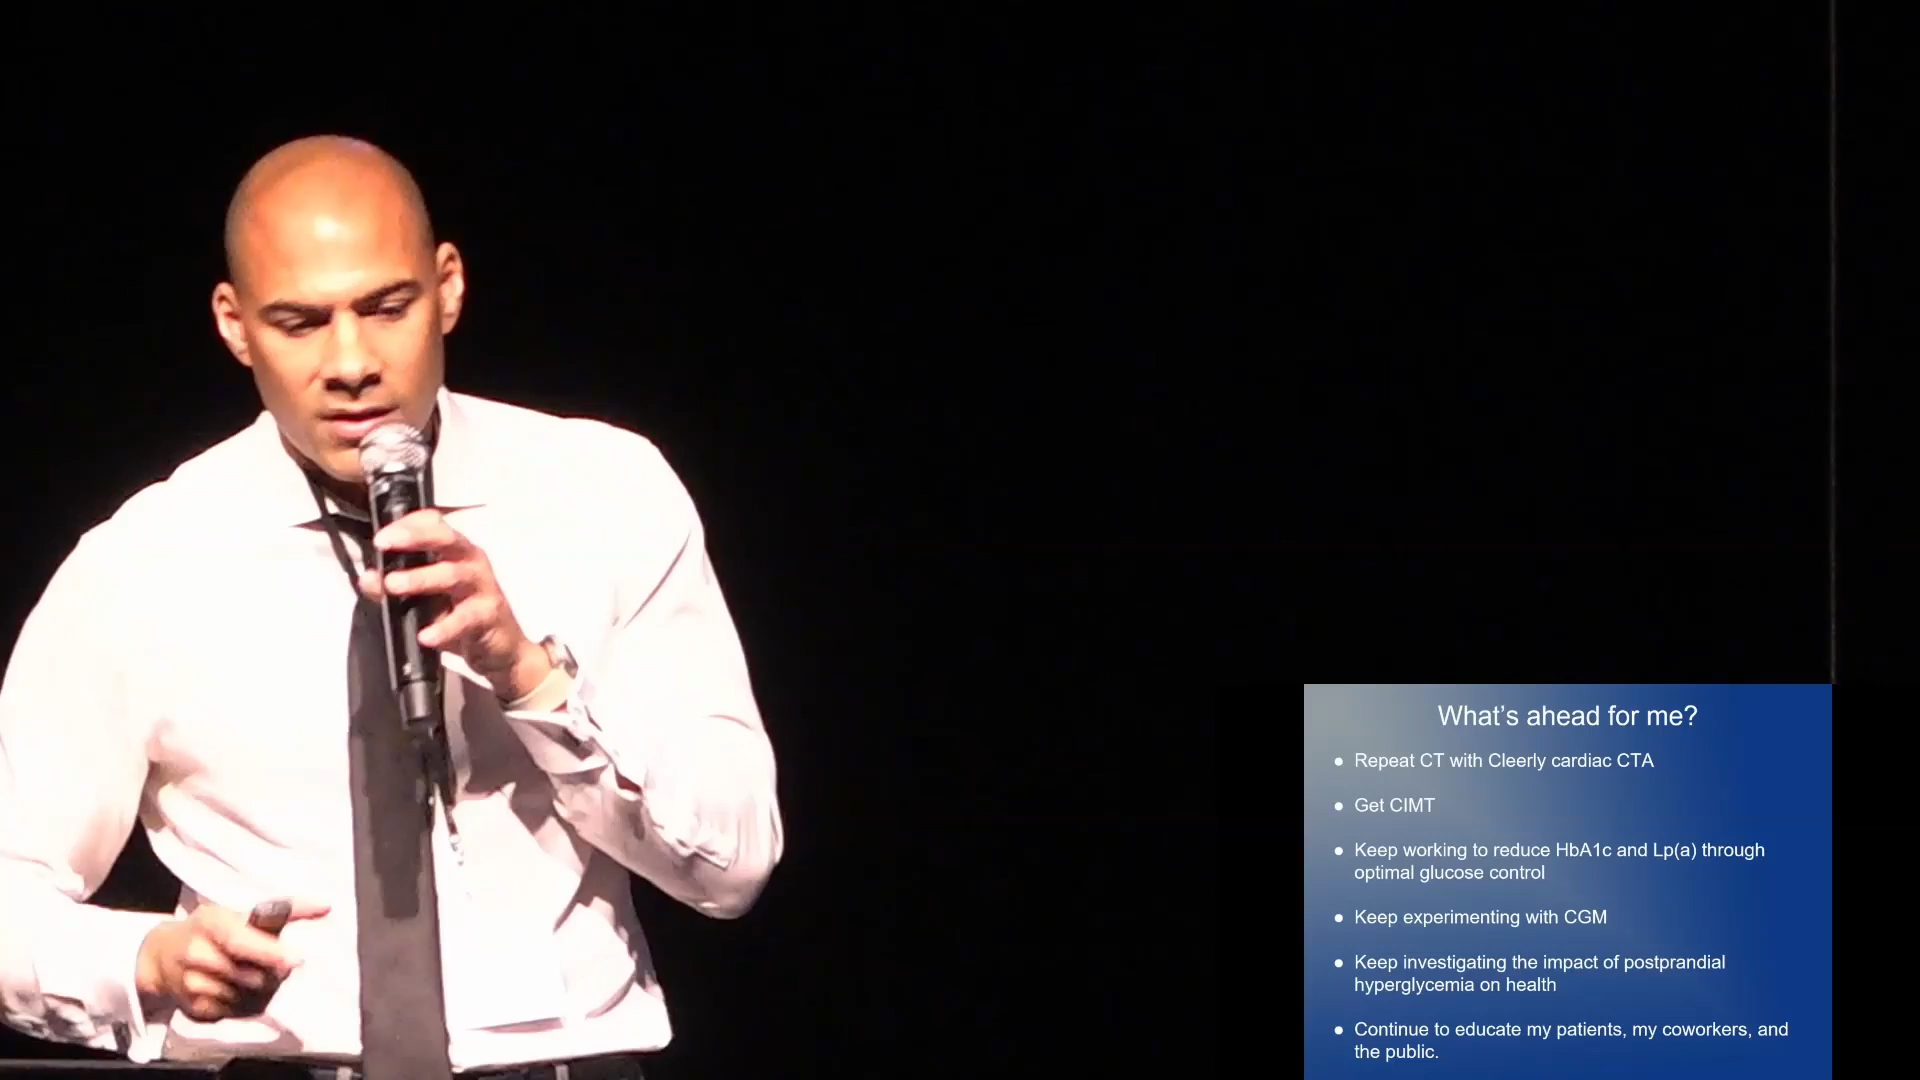 What’s ahead for me?
● Repeat CT with Cleerly cardiac CTA
● Get CIMT
● Keep working to reduce HbA1c and Lp(a) through
optimal glucose control
● Keep experimenting with CGM
● Keep investigating the impact of postprandial
hyperglycemia on health
● Continue to educate my patients, my coworkers, and
the public.